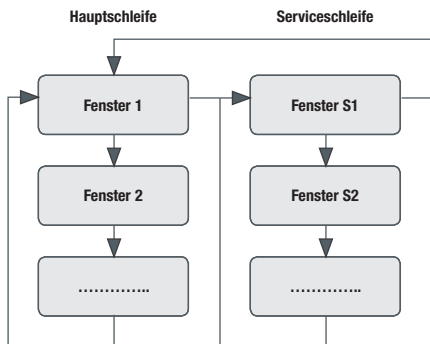 Hauptschleife Serviceschleife
Fenster 1 Fenster S1
Fenster 2 Fenster S2
………….. …………..